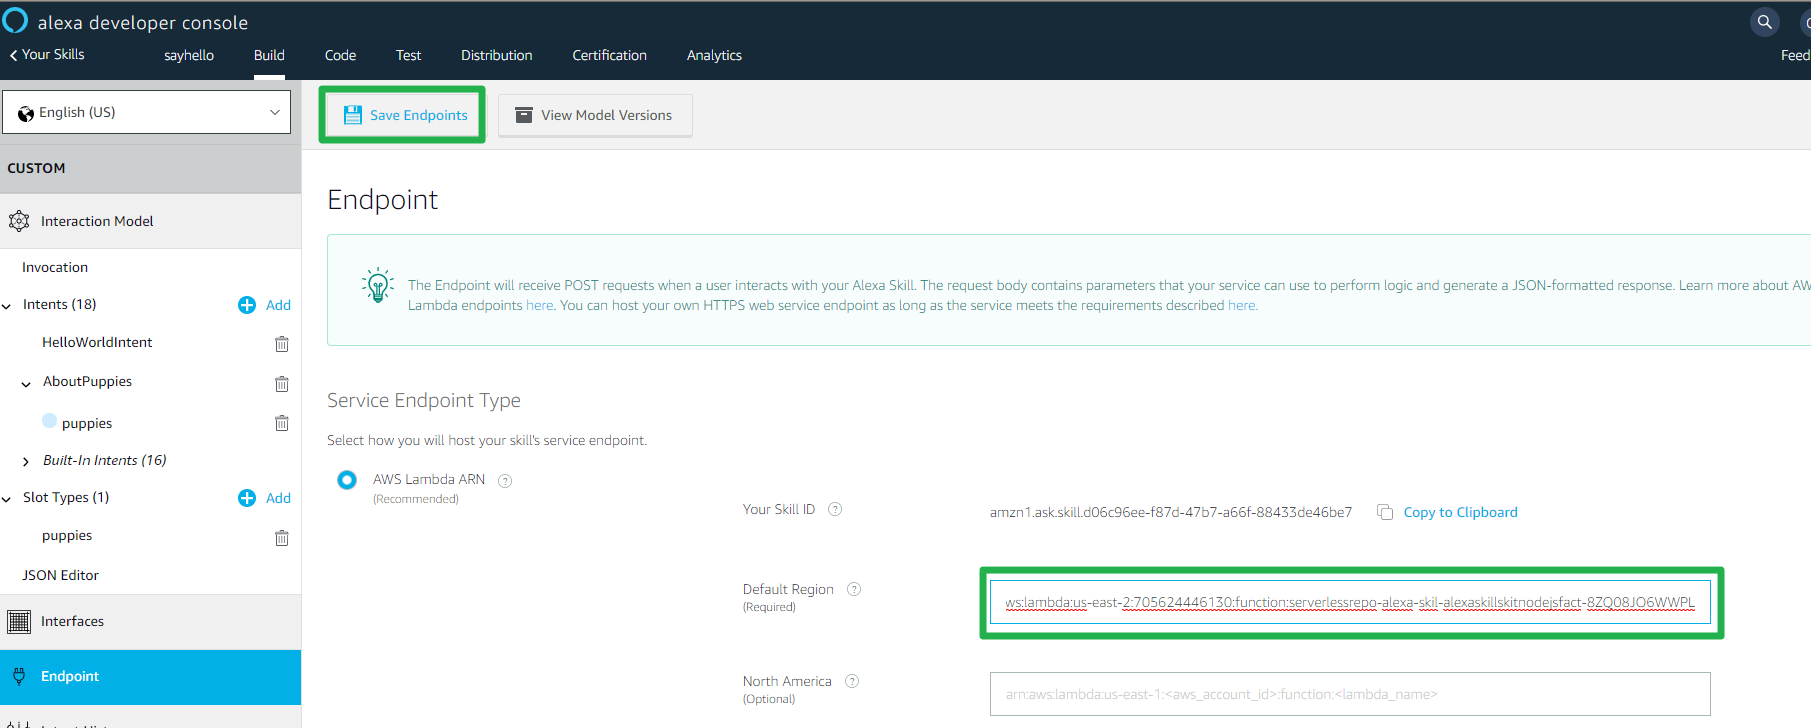 alexa developer console
Your Skills
sayhello
Build
Code
Test
Distribution
Certification
Analytics
Feed
English (US)
Save Endpoints
View Model Versions
CUSTOM
Interaction Model
Invocation
Intents (18)
Add
HelloWorldIntent
AboutPuppies
puppies
Built-In Intents (16)
Slot Types (1)
Add
puppies
JSON Editor
Interfaces
Endpoint
Endpoint
The Endpoint will receive POST requests when a user interacts with your Alexa Skill. The request body contains parameters that your service can use to perform logic and generate a JSON-formatted response. Learn more about AW
Lambda endpoints here. You can host your own HTTPS web service endpoint as long as the service meets the requirements described here.
Service Endpoint Type
Select how you will host your skill's service endpoint.
AWS Lambda ARN
(Recommended)
Your Skill ID
amzn1.ask.skill.d06c96ee-f87d-47b7-a66f-88433de46be7
Copy to Clipboard
Default Region
(Required)
ws:lambda:us-east-2:705624446130:function:serverlessrepo-alexa-skil-alexaskillskitnodejsfact-8ZQ08JO6WWPL
North America
(Optional)
arn:aws:lambda:us-east-1:<aws_account_id>:function:<lambda_name>